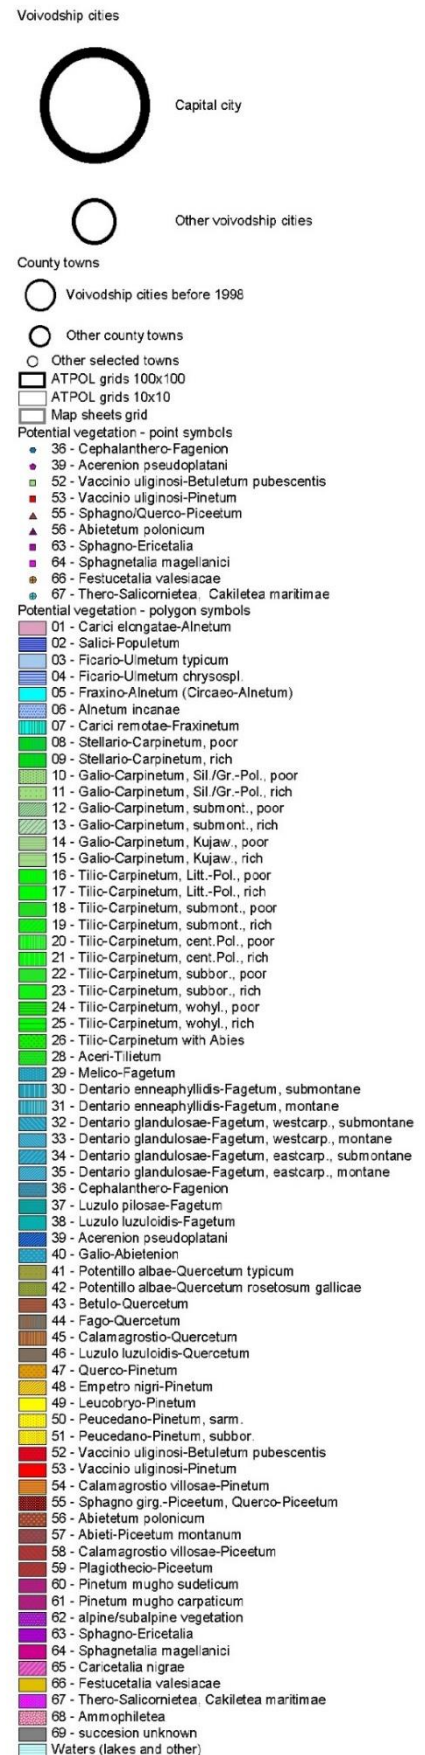 Voivodship cities
Capital city
Other voivodship cities
County towns
Voivodship cities before 1998
Other county towns
Other selected towns
ATPOL grids 100x100
ATPOL grids 10x10
Map sheets grid
Potential vegetation - point symbols
36 - Cephalanthero-Fagenion
39 - Acerenion pseudoplatani
52 - Vaccinio uliginosi-Betuletum pubescentis
53 - Vaccinio uliginosi-Pinetum
55 - Sphagno/Querco-Piceetum
56 - Abietetum polonicum
63 - Sphagno-Ericetalia
64 - Sphagnetalia magellanici
66 - Festucetalia valesiacae
67 - Thero-Salicornietea, Cakiletea maritimae
Potential vegetation - polygon symbols
01 - Carici elongatae-Alnetum
02 - Salici-Populetum
03 - Ficario-Ulmetum typicum
04 - Ficario-Ulmetum chrysospl.
05 - Fraxino-Alnetum (Circaeo-Alnetum)
06 - Alnetum incanae
07 - Carici remotae-Fraxinetum
08 - Stellario-Carpinetum, poor
09 - Stellario-Carpinetum, rich
10 - Galio-Carpinetum, Sil./Gr.-Pol., poor
11 - Galio-Carpinetum, Sil./Gr.-Pol., rich
12 - Galio-Carpinetum, submont., poor
13 - Galio-Carpinetum, submont., rich
14 - Galio-Carpinetum, Kujaw., poor
15 - Galio-Carpinetum, Kujaw., rich
16 - Tilio-Carpinetum, Litt.-Pol., poor
17 - Tilio-Carpinetum, Litt.-Pol., rich
18 - Tilio-Carpinetum, submont., poor
19 - Tilio-Carpinetum, submont., rich
20 - Tilio-Carpinetum, cent.Pol., poor
21 - Tilio-Carpinetum, cent.Pol., rich
22 - Tilio-Carpinetum, subbor., poor
23 - Tilio-Carpinetum, subbor., rich
24 - Tilio-Carpinetum, wohyl., poor
25 - Tilio-Carpinetum, wohyl., rich
26 - Tilio-Carpinetum with Abies
28 - Aceri-Tilietum
29 - Melico-Fagetum
30 - Dentario enneaphyllidis-Fagetum, submontane
31 - Dentario enneaphyllidis-Fagetum, montane
32 - Dentario glandulosae-Fagetum, westcarp., submontane
33 - Dentario glandulosae-Fagetum, westcarp., montane
34 - Dentario glandulosae-Fagetum, eastcarp., submontane
35 - Dentario glandulosae-Fagetum, eastcarp., montane
36 - Cephalanthero-Fagenion
37 - Luzulo pilosae-Fagetum
38 - Luzulo luzuloidis-Fagetum
39 - Acerenion pseudoplatani
40 - Galio-Abietenion
41 - Potentillo albae-Quercetum typicum
42 - Potentillo albae-Quercetum rosetosum gallicae
43 - Betulo-Quercetum
44 - Fago-Quercetum
45 - Calamagrostio-Quercetum
46 - Luzulo luzuloidis-Quercetum
47 - Querco-Pinetum
48 - Empetro nigri-Pinetum
49 - Leucobryo-Pinetum
50 - Peucedano-Pinetum, sarm.
51 - Peucedano-Pinetum, subbor.
52 - Vaccinio uliginosi-Betuletum pubescentis
53 - Vaccinio uliginosi-Pinetum
54 - Calamagrostio villosae-Pinetum
55 - Sphagno girg.-Piceetum, Querco-Piceetum
56 - Abietetum polonicum
57 - Abieti-Piceetum montanum
58 - Calamagrostio villosae-Piceetum
59 - Plagiothecio-Piceetum
60 - Pinetum mugho sudeticum
61 - Pinetum mugho carpaticum
62 - alpine/subalpine vegetation
63 - Sphagno-Ericetalia
64 - Sphagnetalia magellanici
65 - Caricetalia nigrae
66 - Festucetalia valesiacae
67 - Thero-Salicornietea, Cakiletea maritimae
68 - Ammophiletea
69 - succesion unknown
Waters (lakes and other)